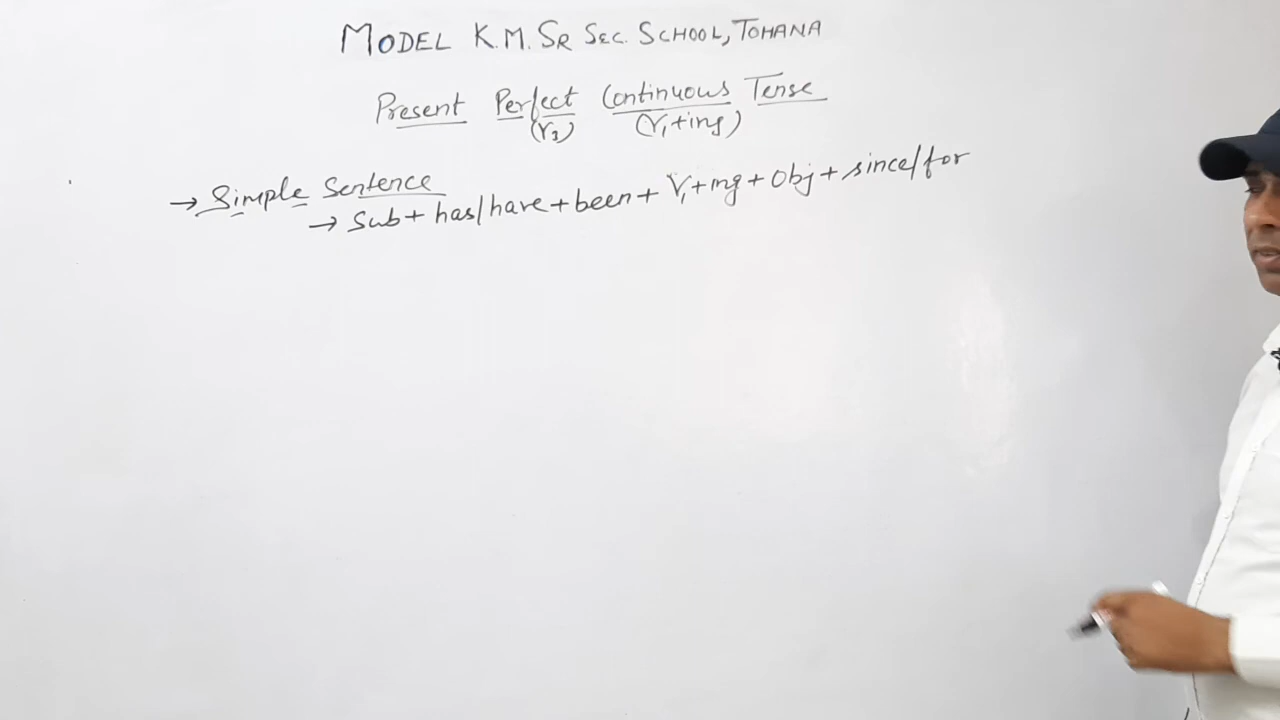 MODEL K.M. SR SEC. SCHOOL, TOHANA
Present Perfect Continuous Tense
(V3) (V1+ing)
→ Simple Sentence
→ Sub + has/have + been + V1 + ing + Obj + since/for